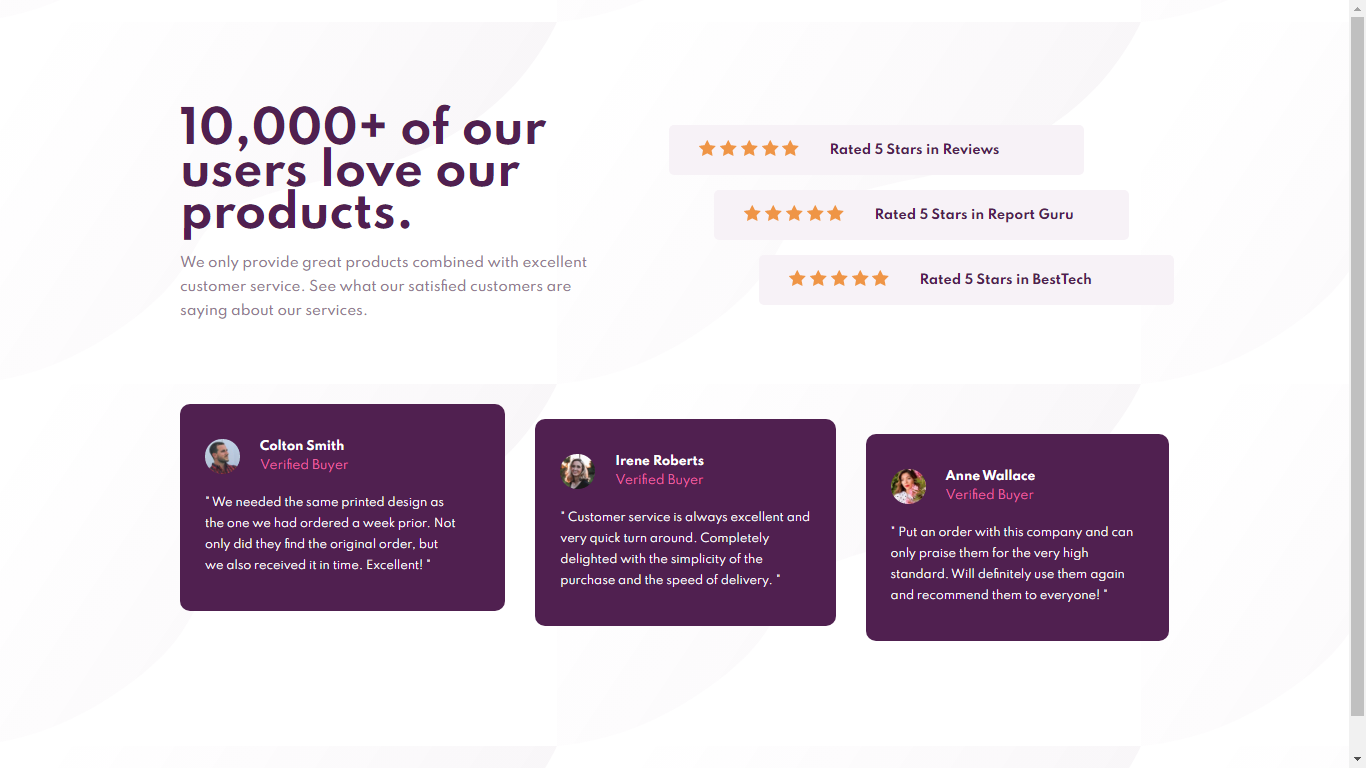 10,000+ of our
users love our
products.
We only provide great products combined with excellent
customer service. See what our satisfied customers are
saying about our services.
Rated 5 Stars in Reviews
Rated 5 Stars in Report Guru
Rated 5 Stars in BestTech
Colton Smith
Verified Buyer
" We needed the same printed design as
the one we had ordered a week prior. Not
only did they find the original order, but
we also received it in time. Excellent! "
Irene Roberts
Verified Buyer
" Customer service is always excellent and
very quick turn around. Completely
delighted with the simplicity of the
purchase and the speed of delivery. "
Anne Wallace
Verified Buyer
" Put an order with this company and can
only praise them for the very high
standard. Will definitely use them again
and recommend them to everyone! "